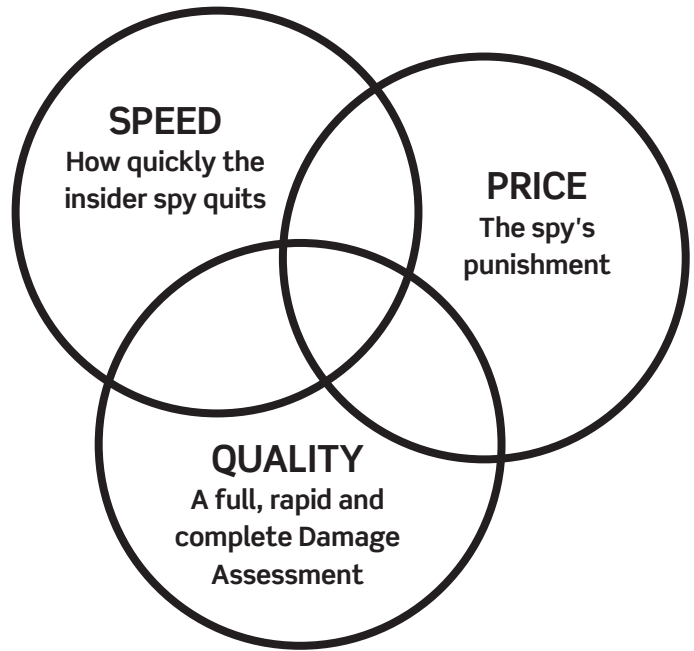 SPEED
How quickly the
insider spy quits
PRICE
The spy's
punishment
QUALITY
A full, rapid and
complete Damage
Assessment